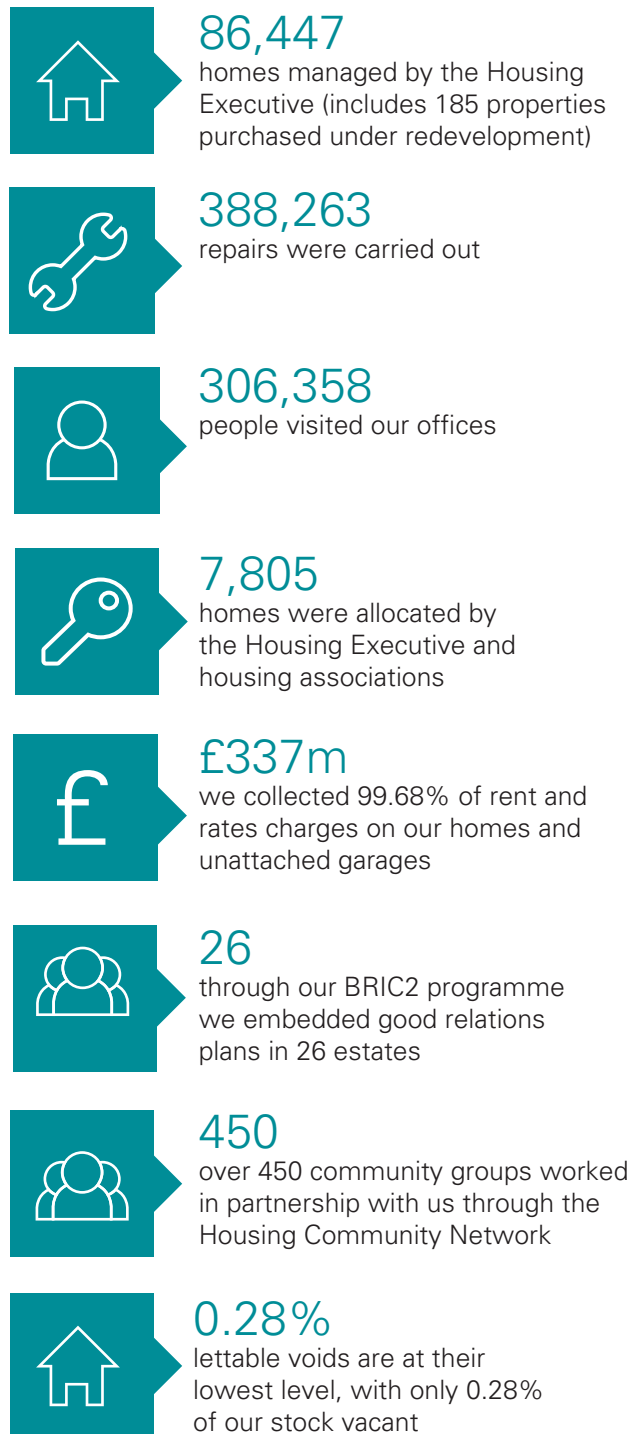 86,447
homes managed by the Housing
Executive (includes 185 properties
purchased under redevelopment)
388,263
repairs were carried out
306,358
people visited our offices
7,805
homes were allocated by
the Housing Executive and
housing associations
£
£337m
we collected 99.68% of rent and
rates charges on our homes and
unattached garages
26
through our BRIC2 programme
we embedded good relations
plans in 26 estates
450
over 450 community groups worked
in partnership with us through the
Housing Community Network
0.28%
lettable voids are at their
lowest level, with only 0.28%
of our stock vacant